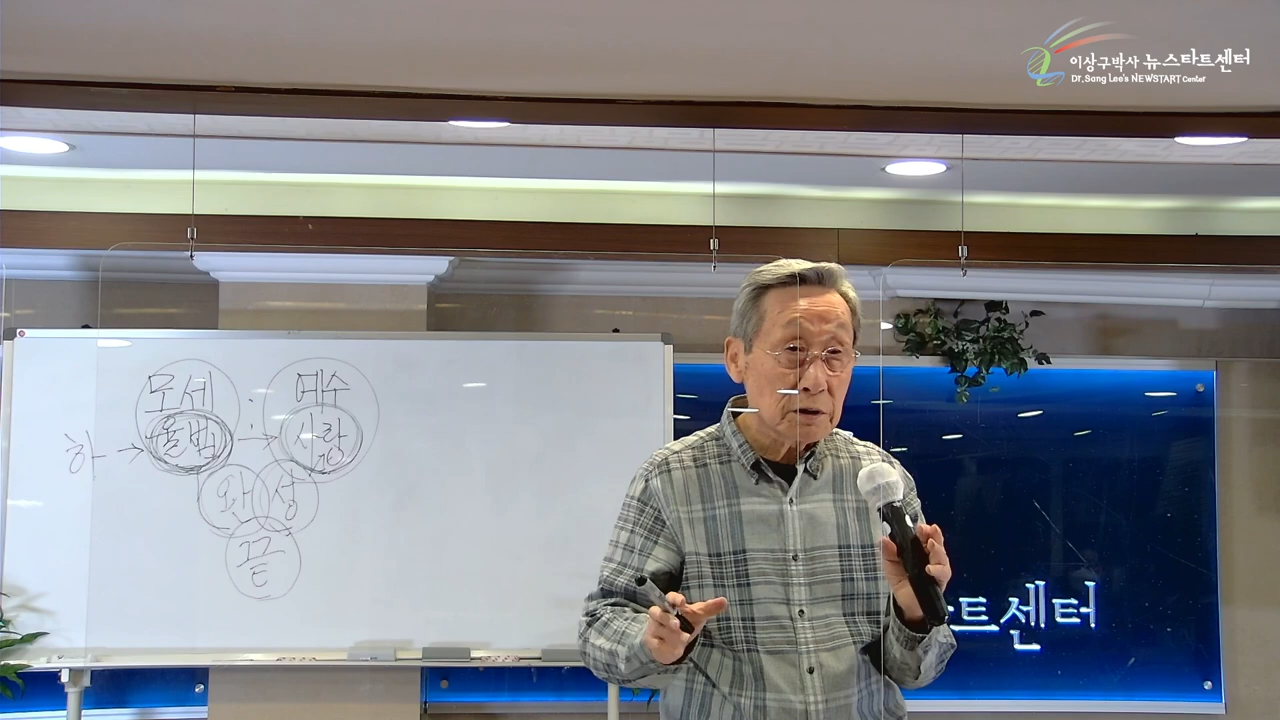 이상구박사 뉴스타트센터
Dr. Sang Lee's NEWSTART Center
모세 : 예수
하 → 율법 → 사랑
완 성
끝
트센터